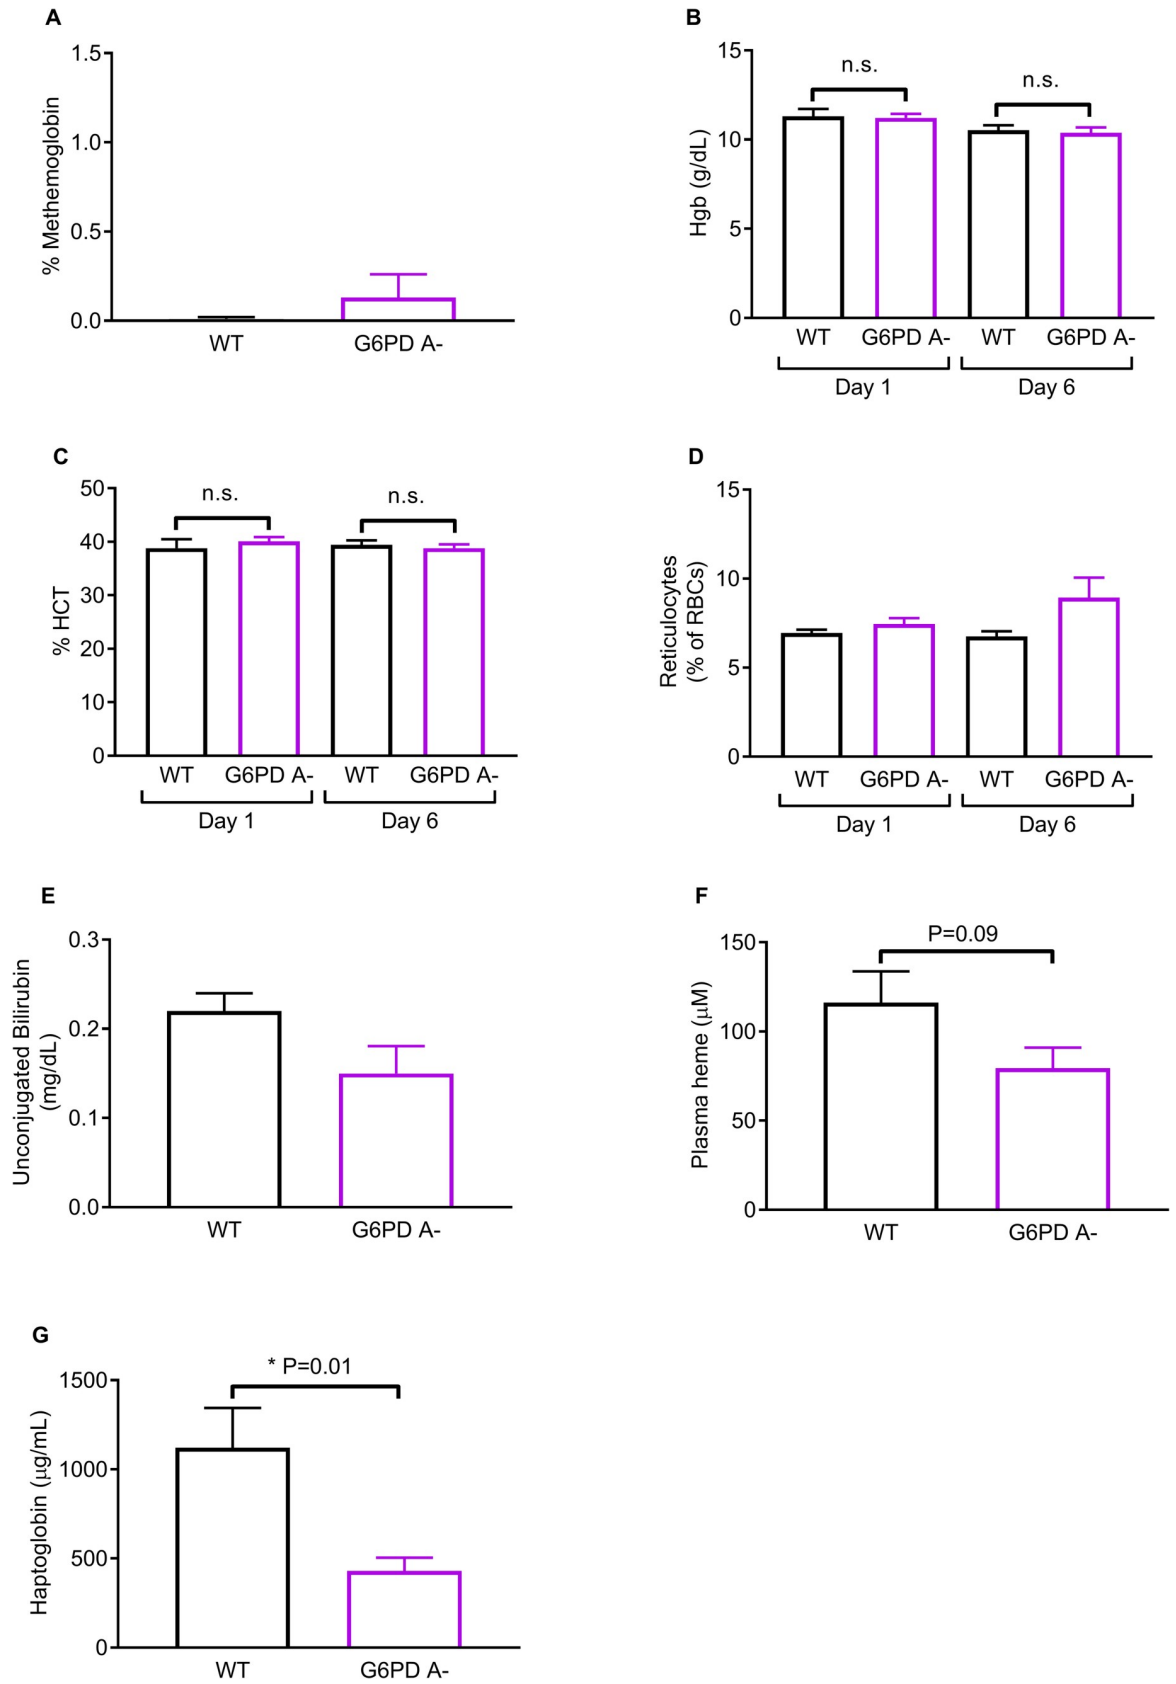 A
% Methemoglobin
1.5
1.0
0.5
0.0
WT
G6PD A-
B
Hgb (g/dL)
15
10
5
0
n.s.
n.s.
WT
G6PD A-
WT
G6PD A-
Day 1
Day 6
C
% HCT
50
40
30
20
10
0
n.s.
n.s.
WT
G6PD A-
WT
G6PD A-
Day 1
Day 6
D
Reticulocytes
(% of RBCs)
15
10
5
0
WT
G6PD A-
WT
G6PD A-
Day 1
Day 6
E
Unconjugated Bilirubin
(mg/dL)
0.3
0.2
0.1
0.0
WT
G6PD A-
F
Plasma heme (μM)
150
100
50
0
P=0.09
WT
G6PD A-
G
Haptoglobin (μg/mL)
1500
1000
500
0
* P=0.01
WT
G6PD A-